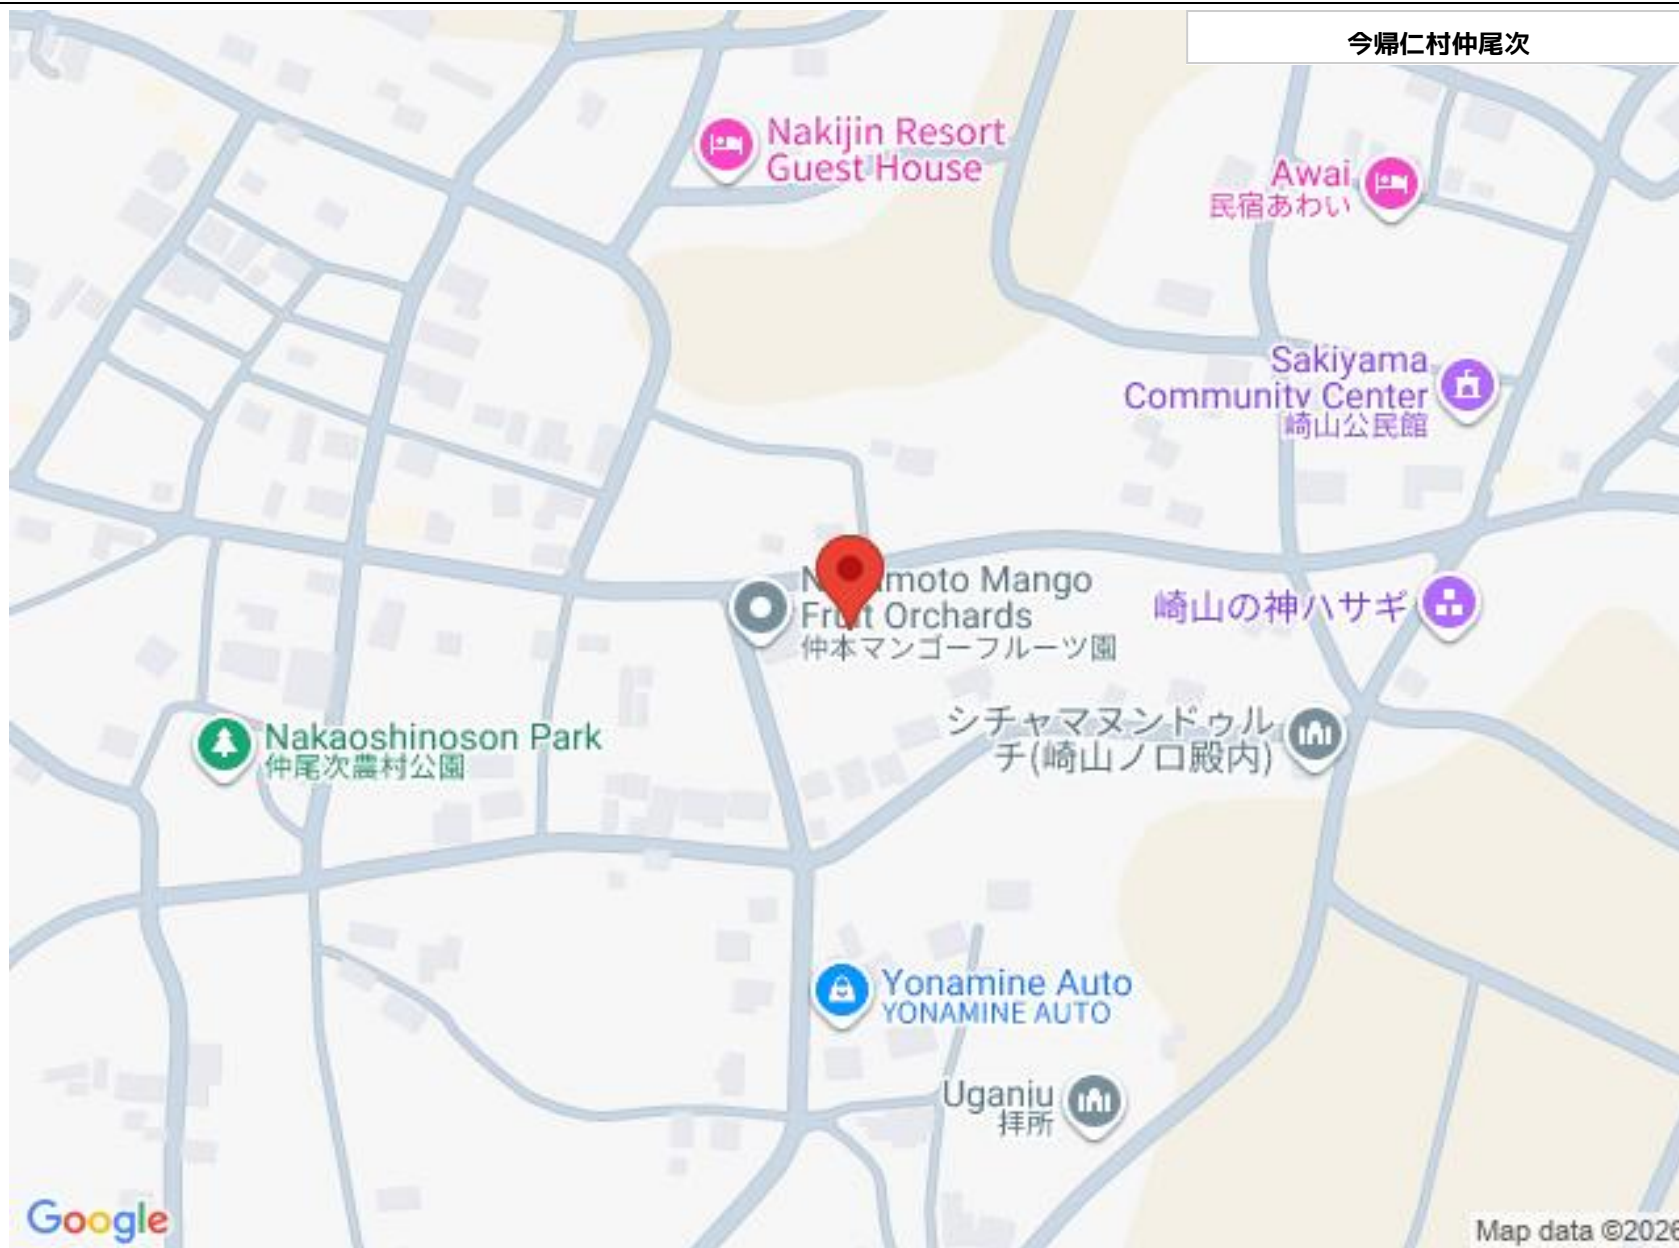 今帰仁村仲尾次
Nakijin Resort
Guest House
Awai
民宿あわい
Sakiyama
Community Center
崎山公民館
moto Mango
Orchards
仲本マンゴーフルーツ園
崎山の神ハサギ
シチャマヌンドゥル
チ(崎山ノロ殿内)
Nakaoshinoson Park
仲尾次農村公園
Yonamine Auto
YONAMINE AUTO
Uganju
拝所
Google
Map data ©2026